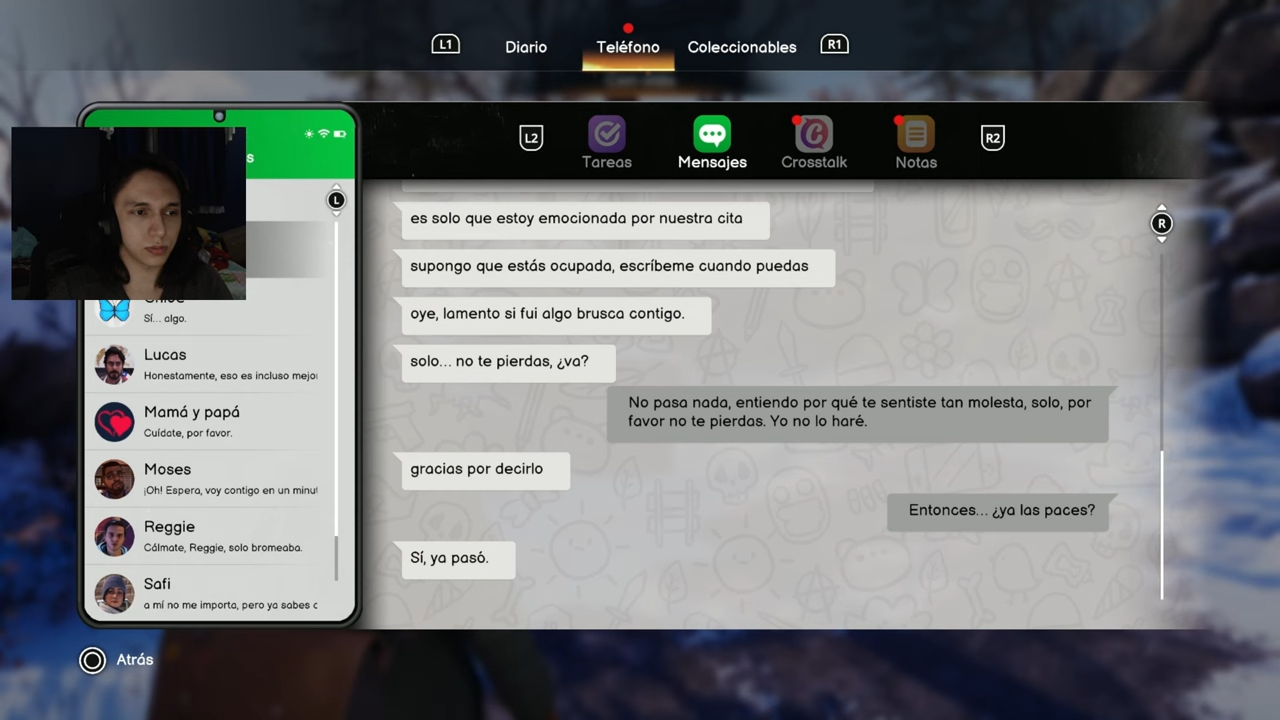 L1
Diario
Teléfono
Coleccionables
R1
L2
Tareas
Mensajes
Crosstalk
Notas
R2
L
Sí... algo.
Lucas
Honestamente, eso es incluso mejor
Mamá y papá
Cuídate, por favor.
Moses
¡Oh! Espera, voy contigo en un minut
Reggie
Cálmate, Reggie, solo bromeaba.
Safi
a mí no me importa, pero ya sabes c
es solo que estoy emocionada por nuestra cita
supongo que estás ocupada, escríbeme cuando puedas
oye, lamento si fui algo brusca contigo.
solo... no te pierdas, ¿va?
No pasa nada, entiendo por qué te sentiste tan molesta, solo, por
favor no te pierdas. Yo no lo haré.
gracias por decirlo
Entonces... ¿ya las paces?
Sí, ya pasó.
R
Atrás